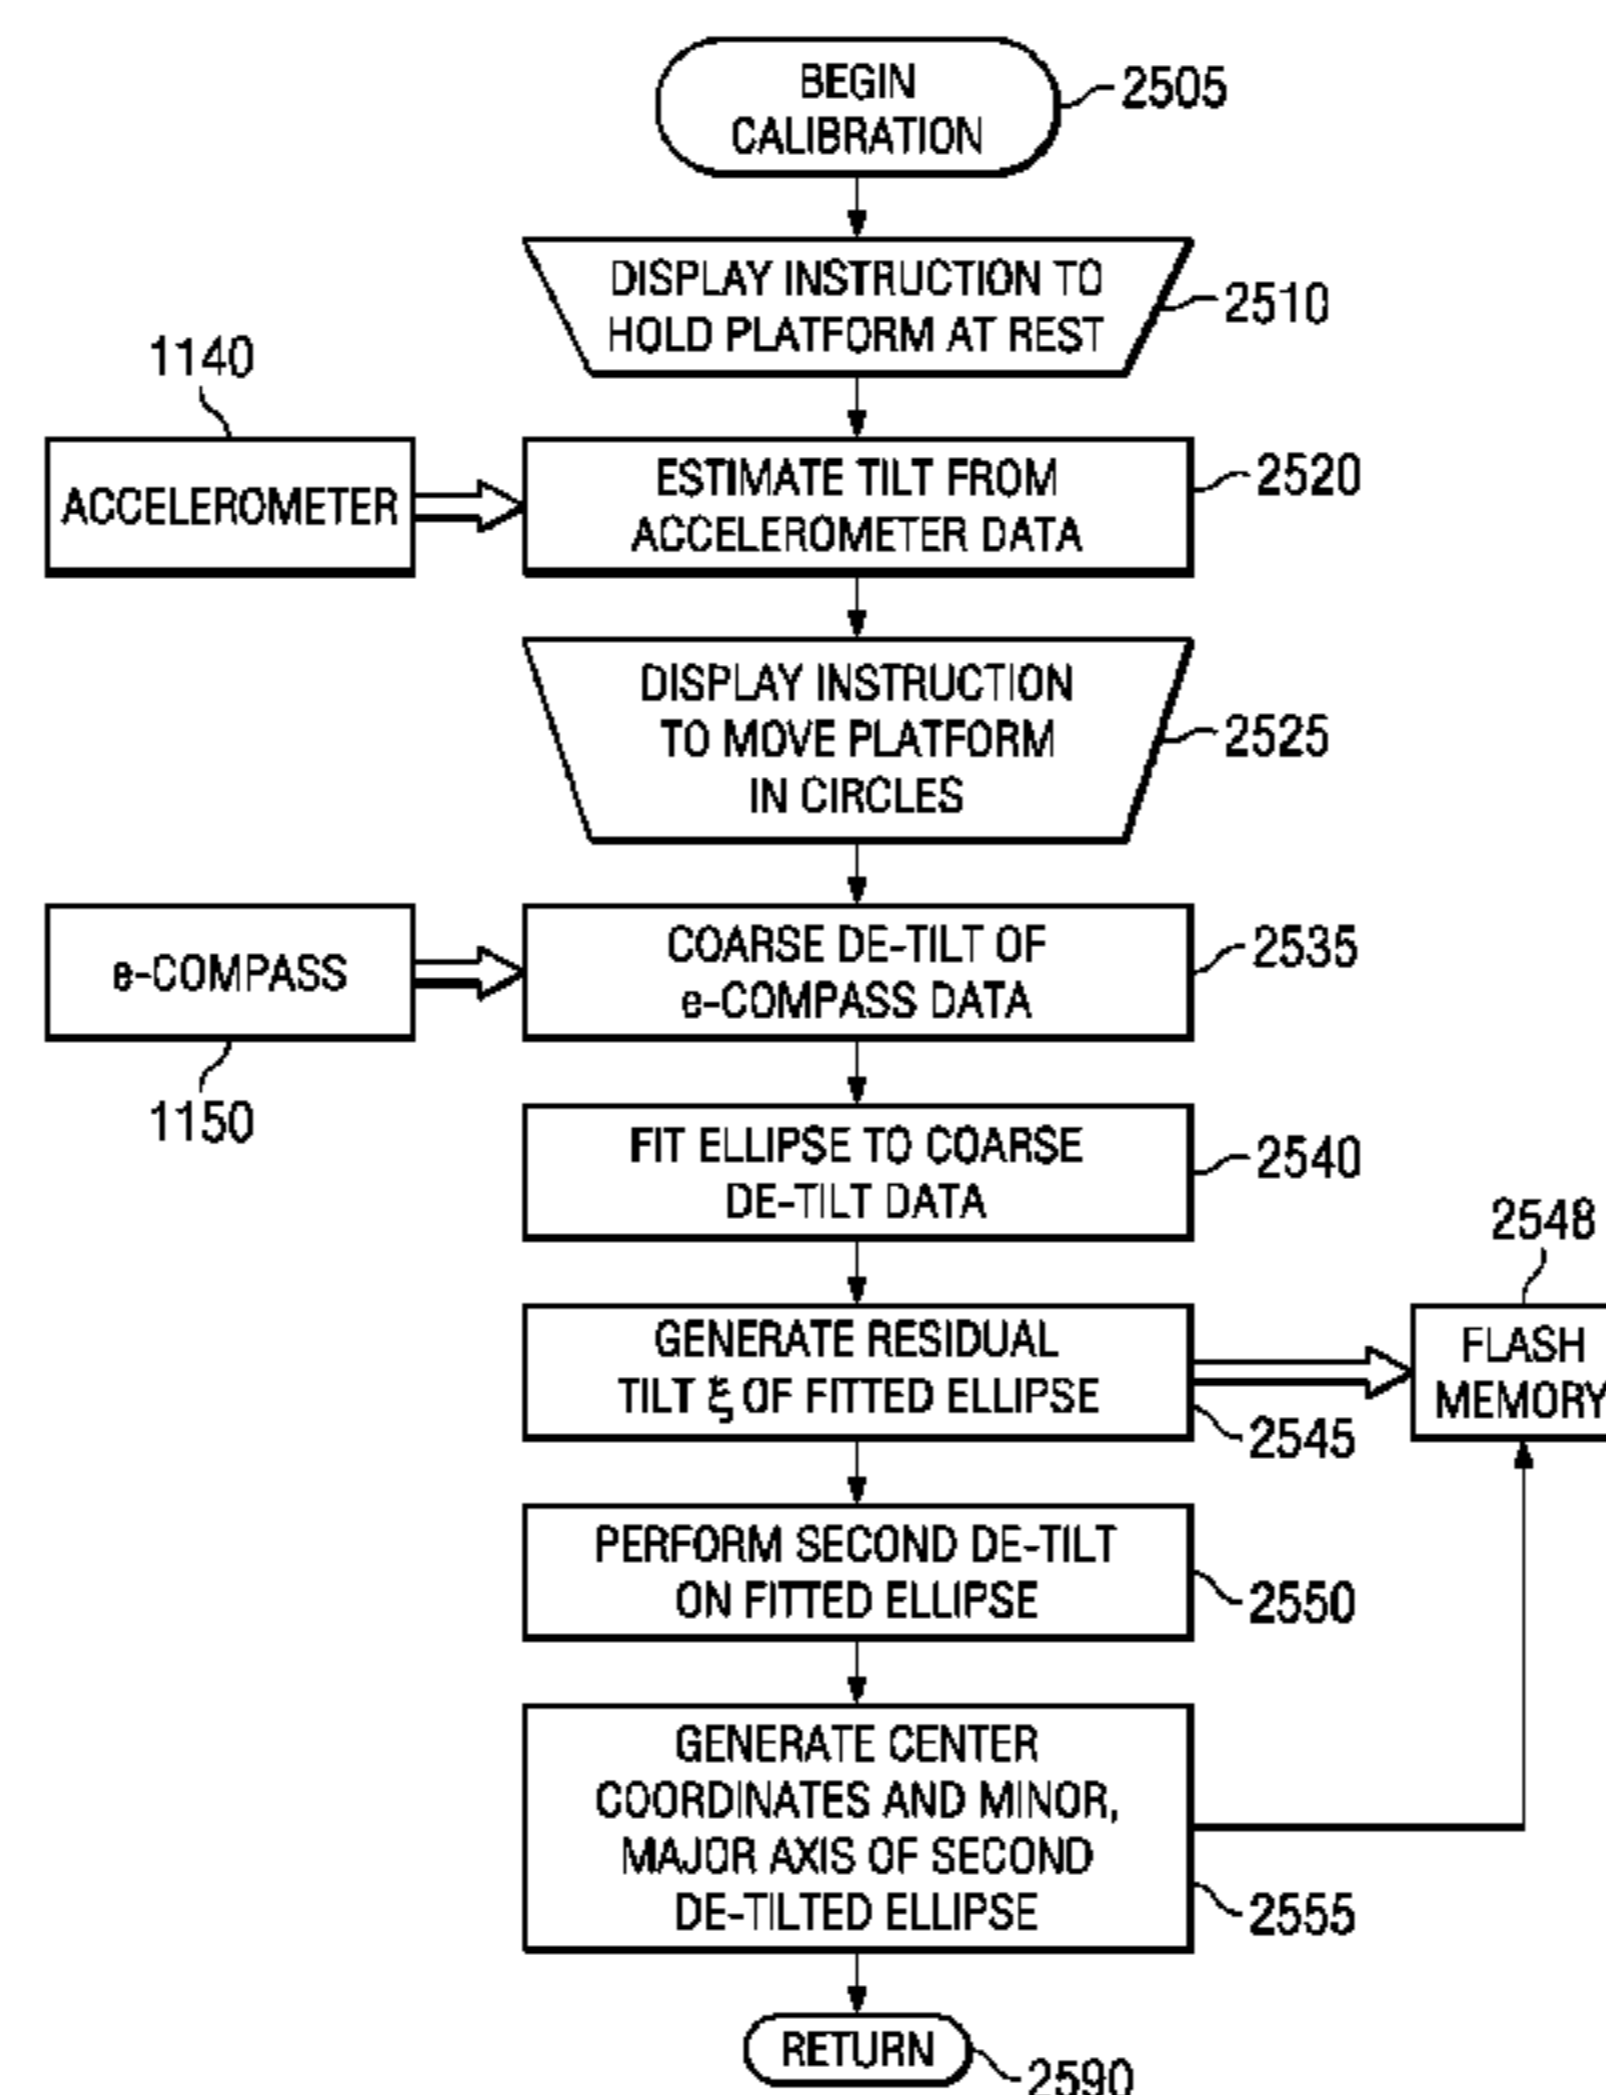 BEGIN
CALIBRATION
2505
DISPLAY INSTRUCTION TO
HOLD PLATFORM AT REST
2510
1140
ACCELEROMETER
ESTIMATE TILT FROM
ACCELEROMETER DATA
2520
DISPLAY INSTRUCTION
TO MOVE PLATFORM
IN CIRCLES
2525
e-COMPASS
1150
COARSE DE-TILT OF
e-COMPASS DATA
2535
FIT ELLIPSE TO COARSE
DE-TILT DATA
2540
GENERATE RESIDUAL
TILT ξ OF FITTED ELLIPSE
2545
2548
FLASH
MEMORY
PERFORM SECOND DE-TILT
ON FITTED ELLIPSE
2550
GENERATE CENTER
COORDINATES AND MINOR,
MAJOR AXIS OF SECOND
DE-TILTED ELLIPSE
2555
RETURN
2590